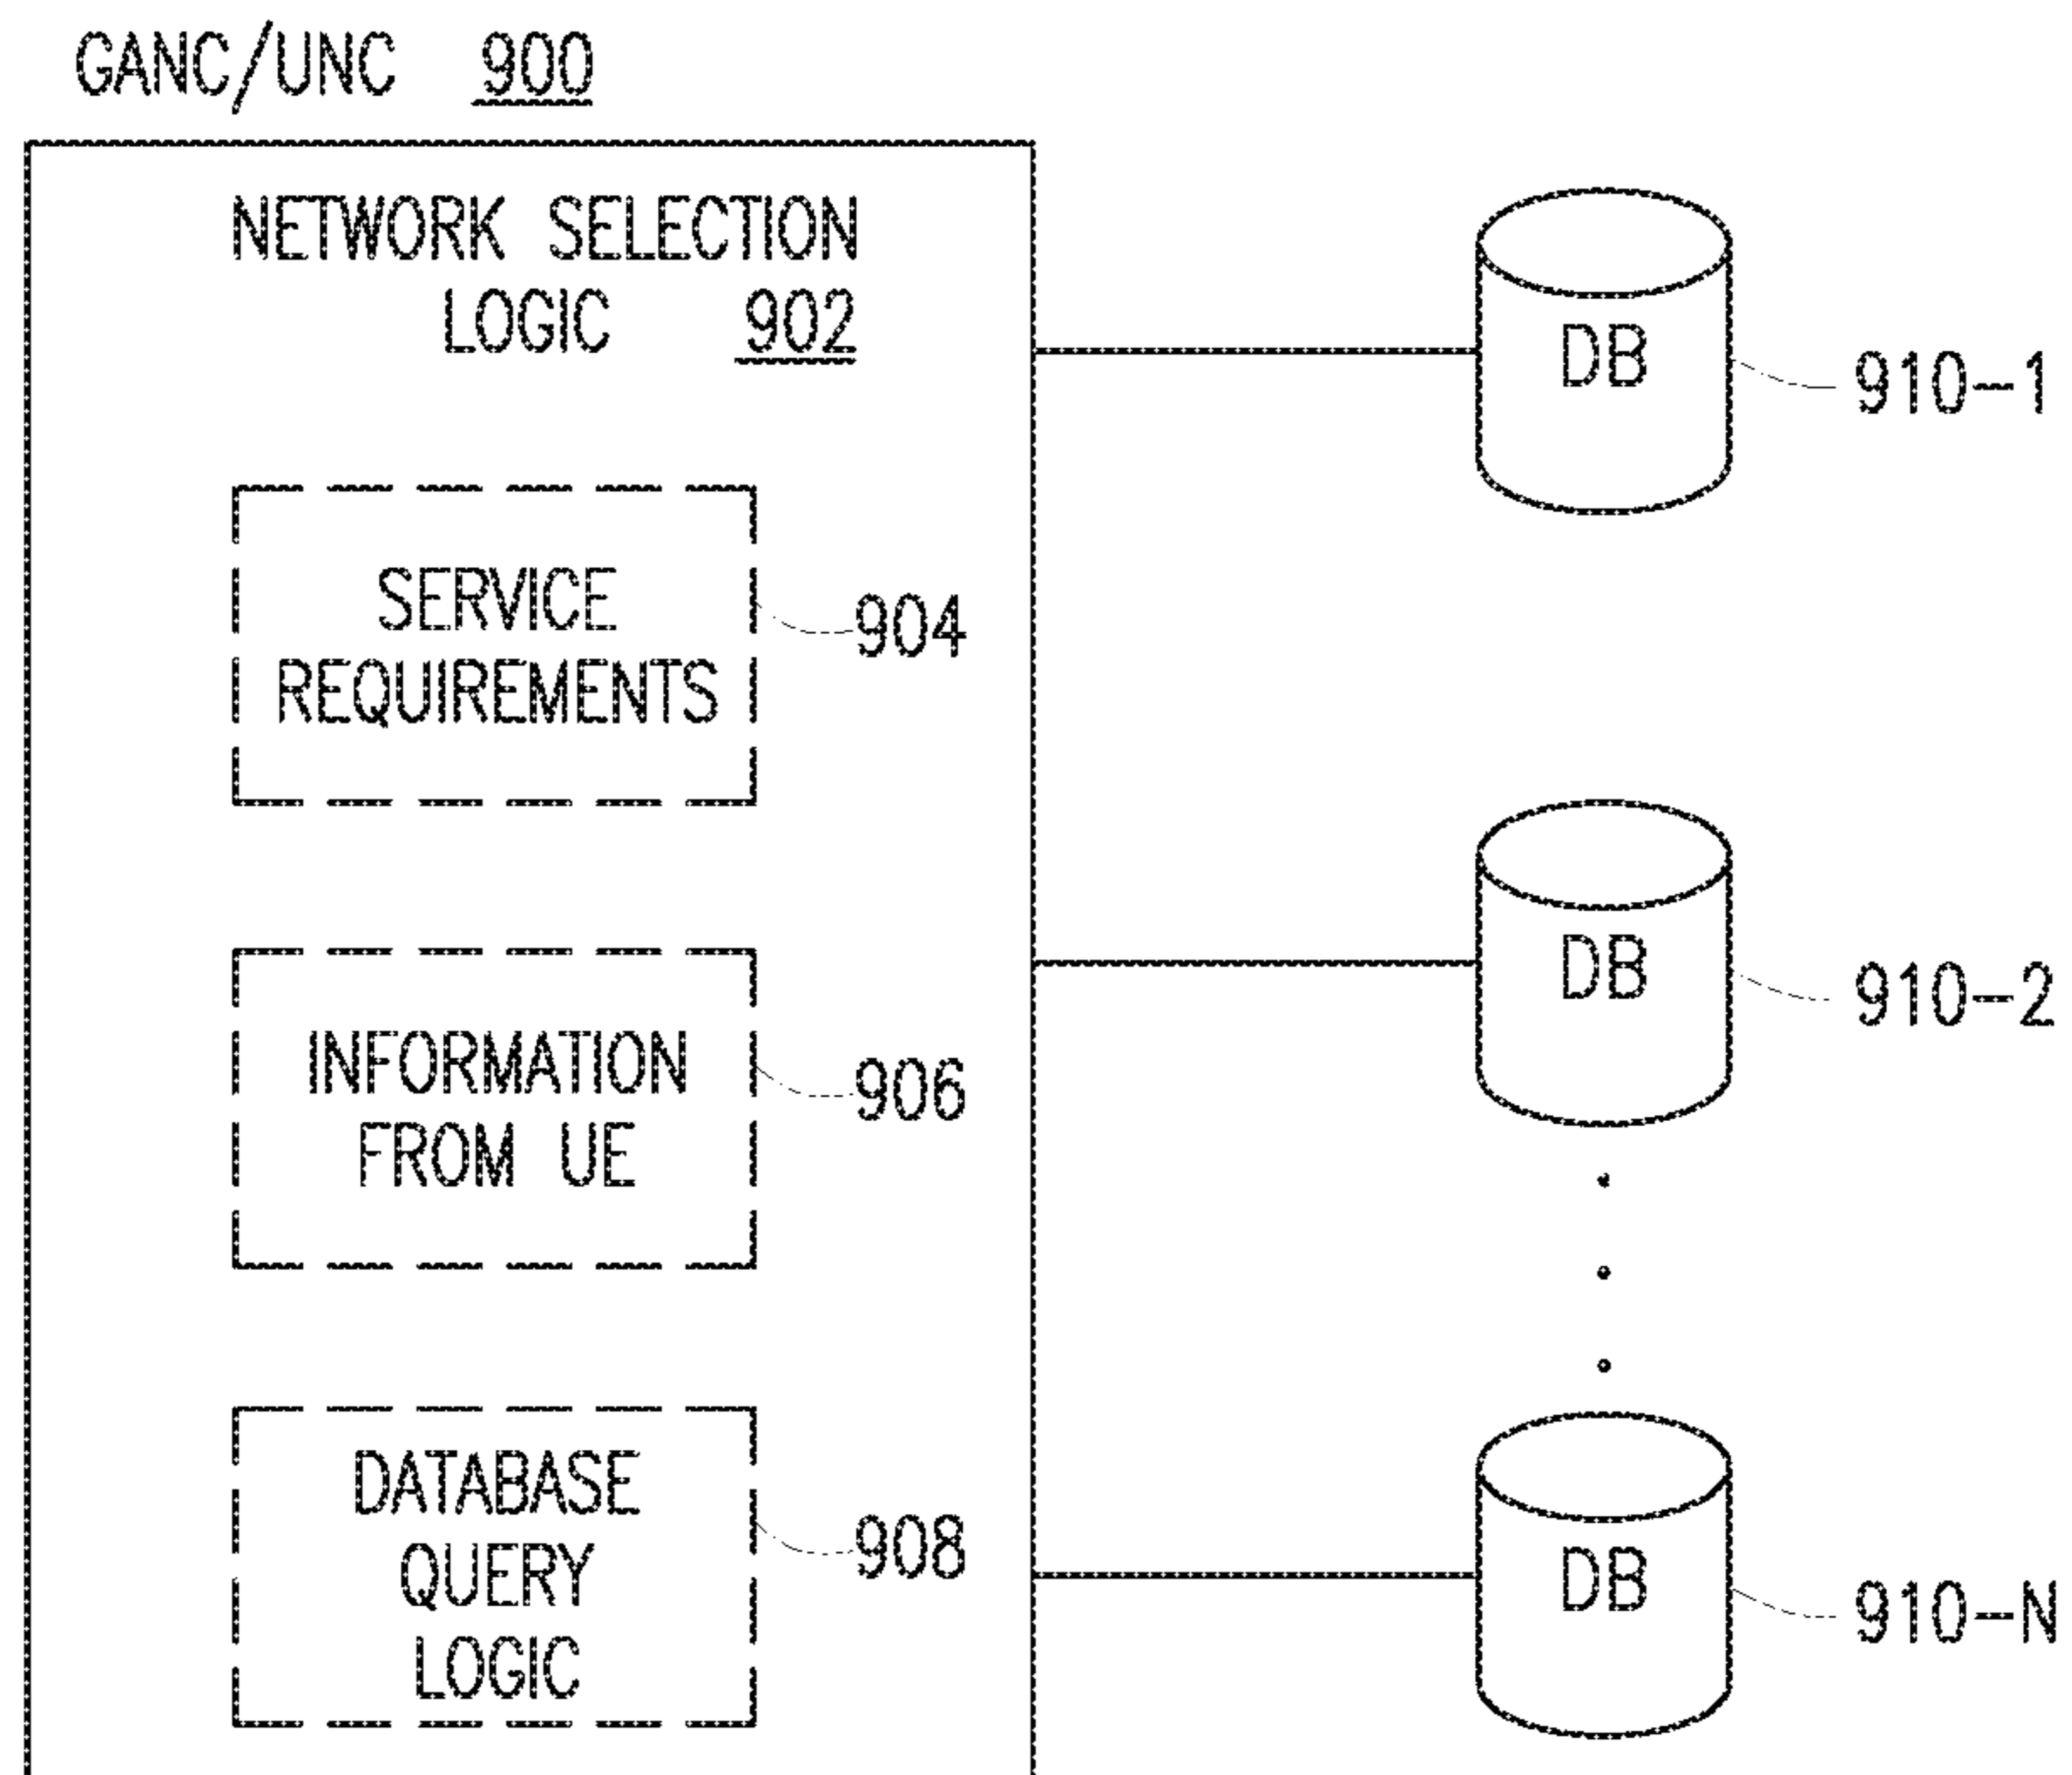 GANC/UNC 900
NETWORK SELECTION
LOGIC 902
DB
910-1
SERVICE
REQUIREMENTS
904
DB
910-2
INFORMATION
FROM UE
906
DATABASE
QUERY
LOGIC
908
DB
910-N